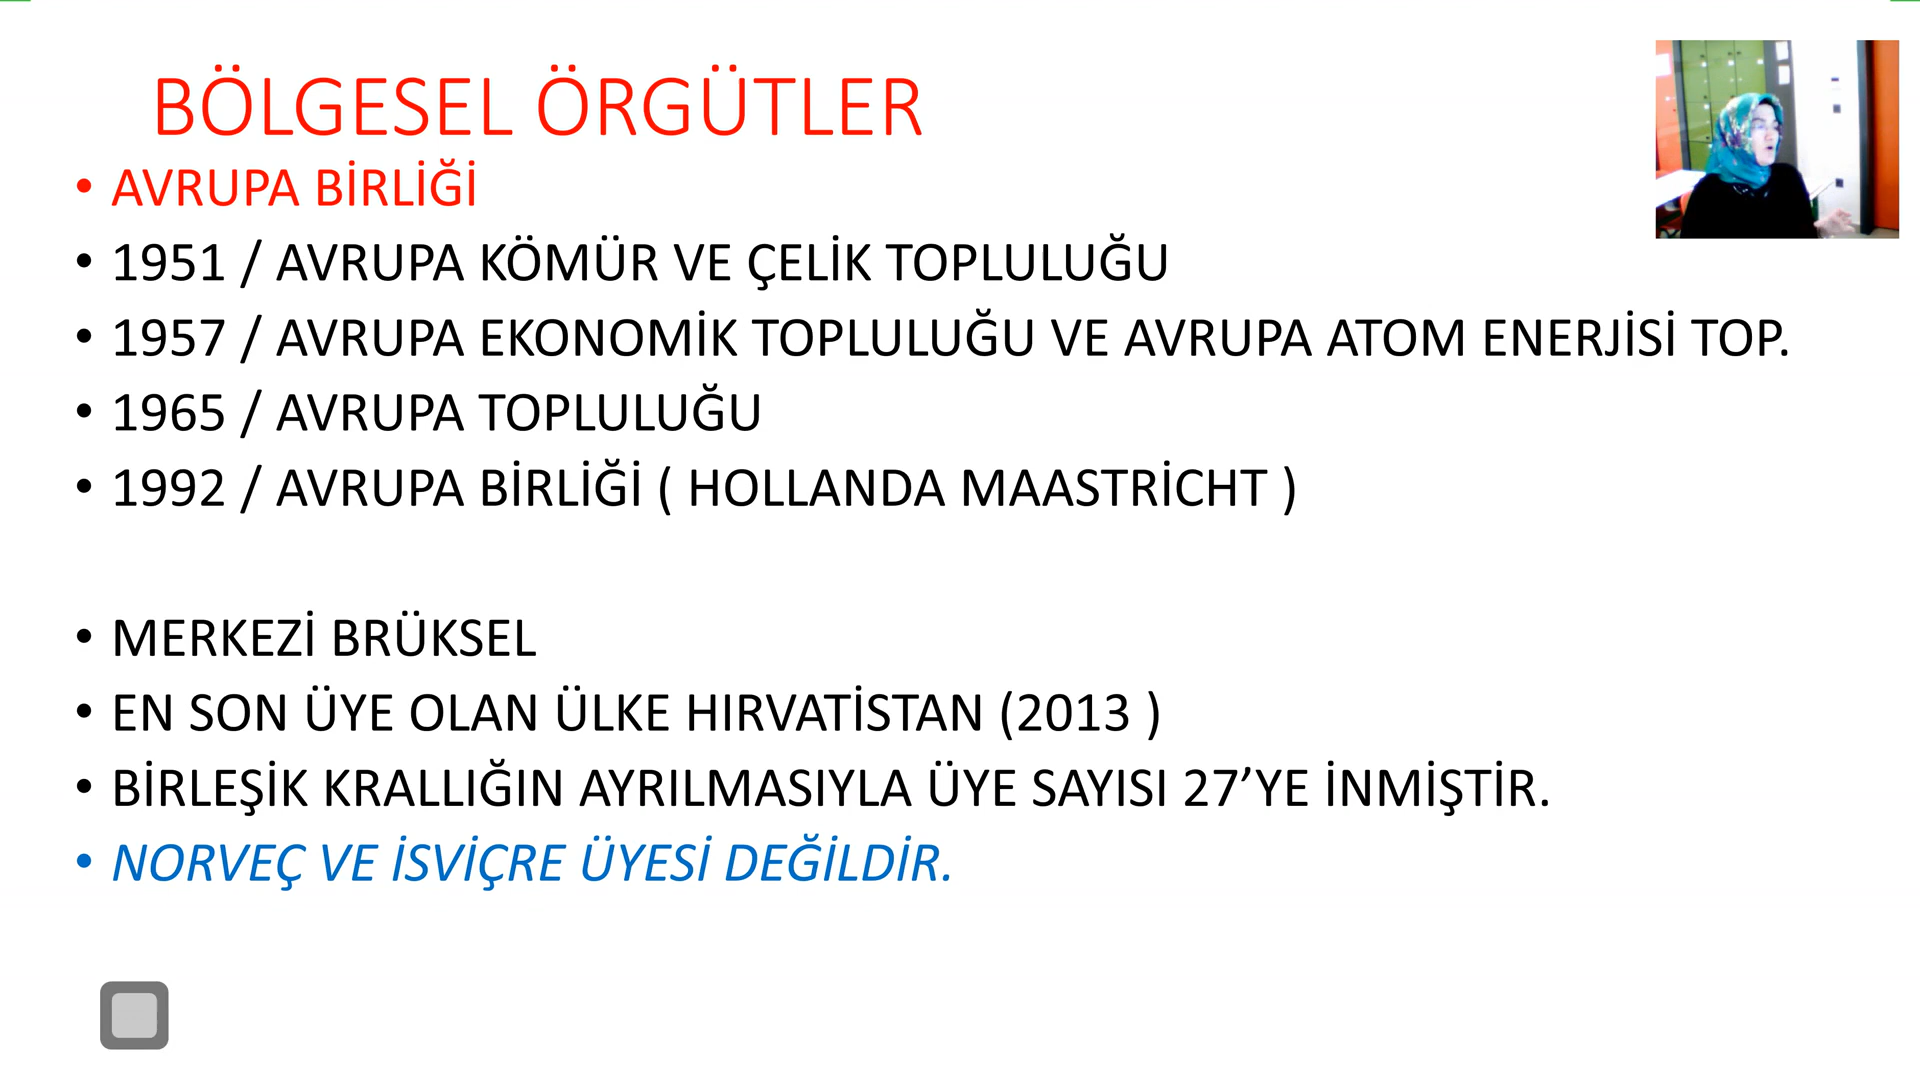 BÖLGESEL ÖRGÜTLER
• AVRUPA BİRLİĞİ
• 1951 / AVRUPA KÖMÜR VE ÇELİK TOPLULUĞU
• 1957 / AVRUPA EKONOMİK TOPLULUĞU VE AVRUPA ATOM ENERJİSİ TOP.
• 1965 / AVRUPA TOPLULUĞU
• 1992 / AVRUPA BİRLİĞİ ( HOLLANDA MAASTRİCHT )
• MERKEZİ BRÜKSEL
• EN SON ÜYE OLAN ÜLKE HIRVATİSTAN (2013 )
• BİRLEŞİK KRALLIĞIN AYRILMASIYLA ÜYE SAYISI 27’YE İNMİŞTİR.
• NORVEÇ VE İSVİÇRE ÜYESİ DEĞİLDİR.